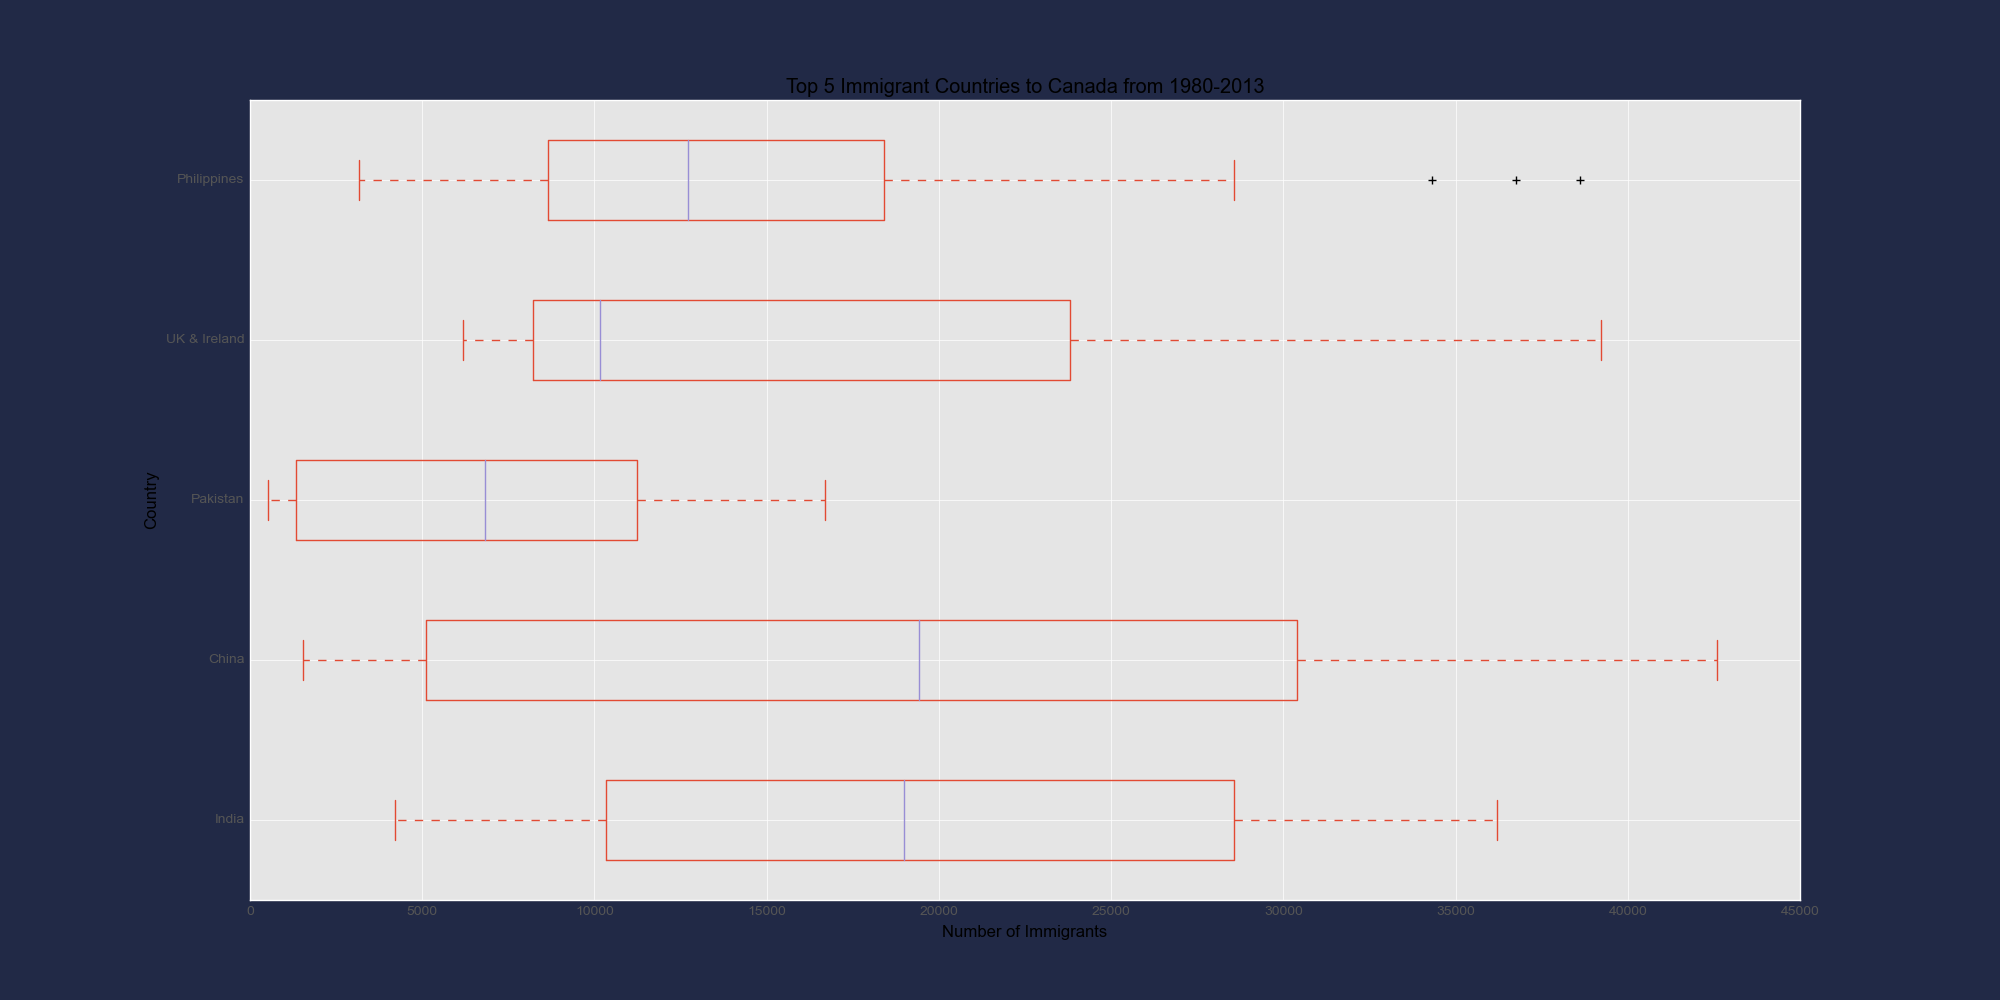 Top 5 Immigrant Countries to Canada from 1980-2013
Philippines
UK & Ireland
Pakistan
China
India
Country
0 5000 10000 15000 20000 25000 30000 35000 40000 45000
Number of Immigrants